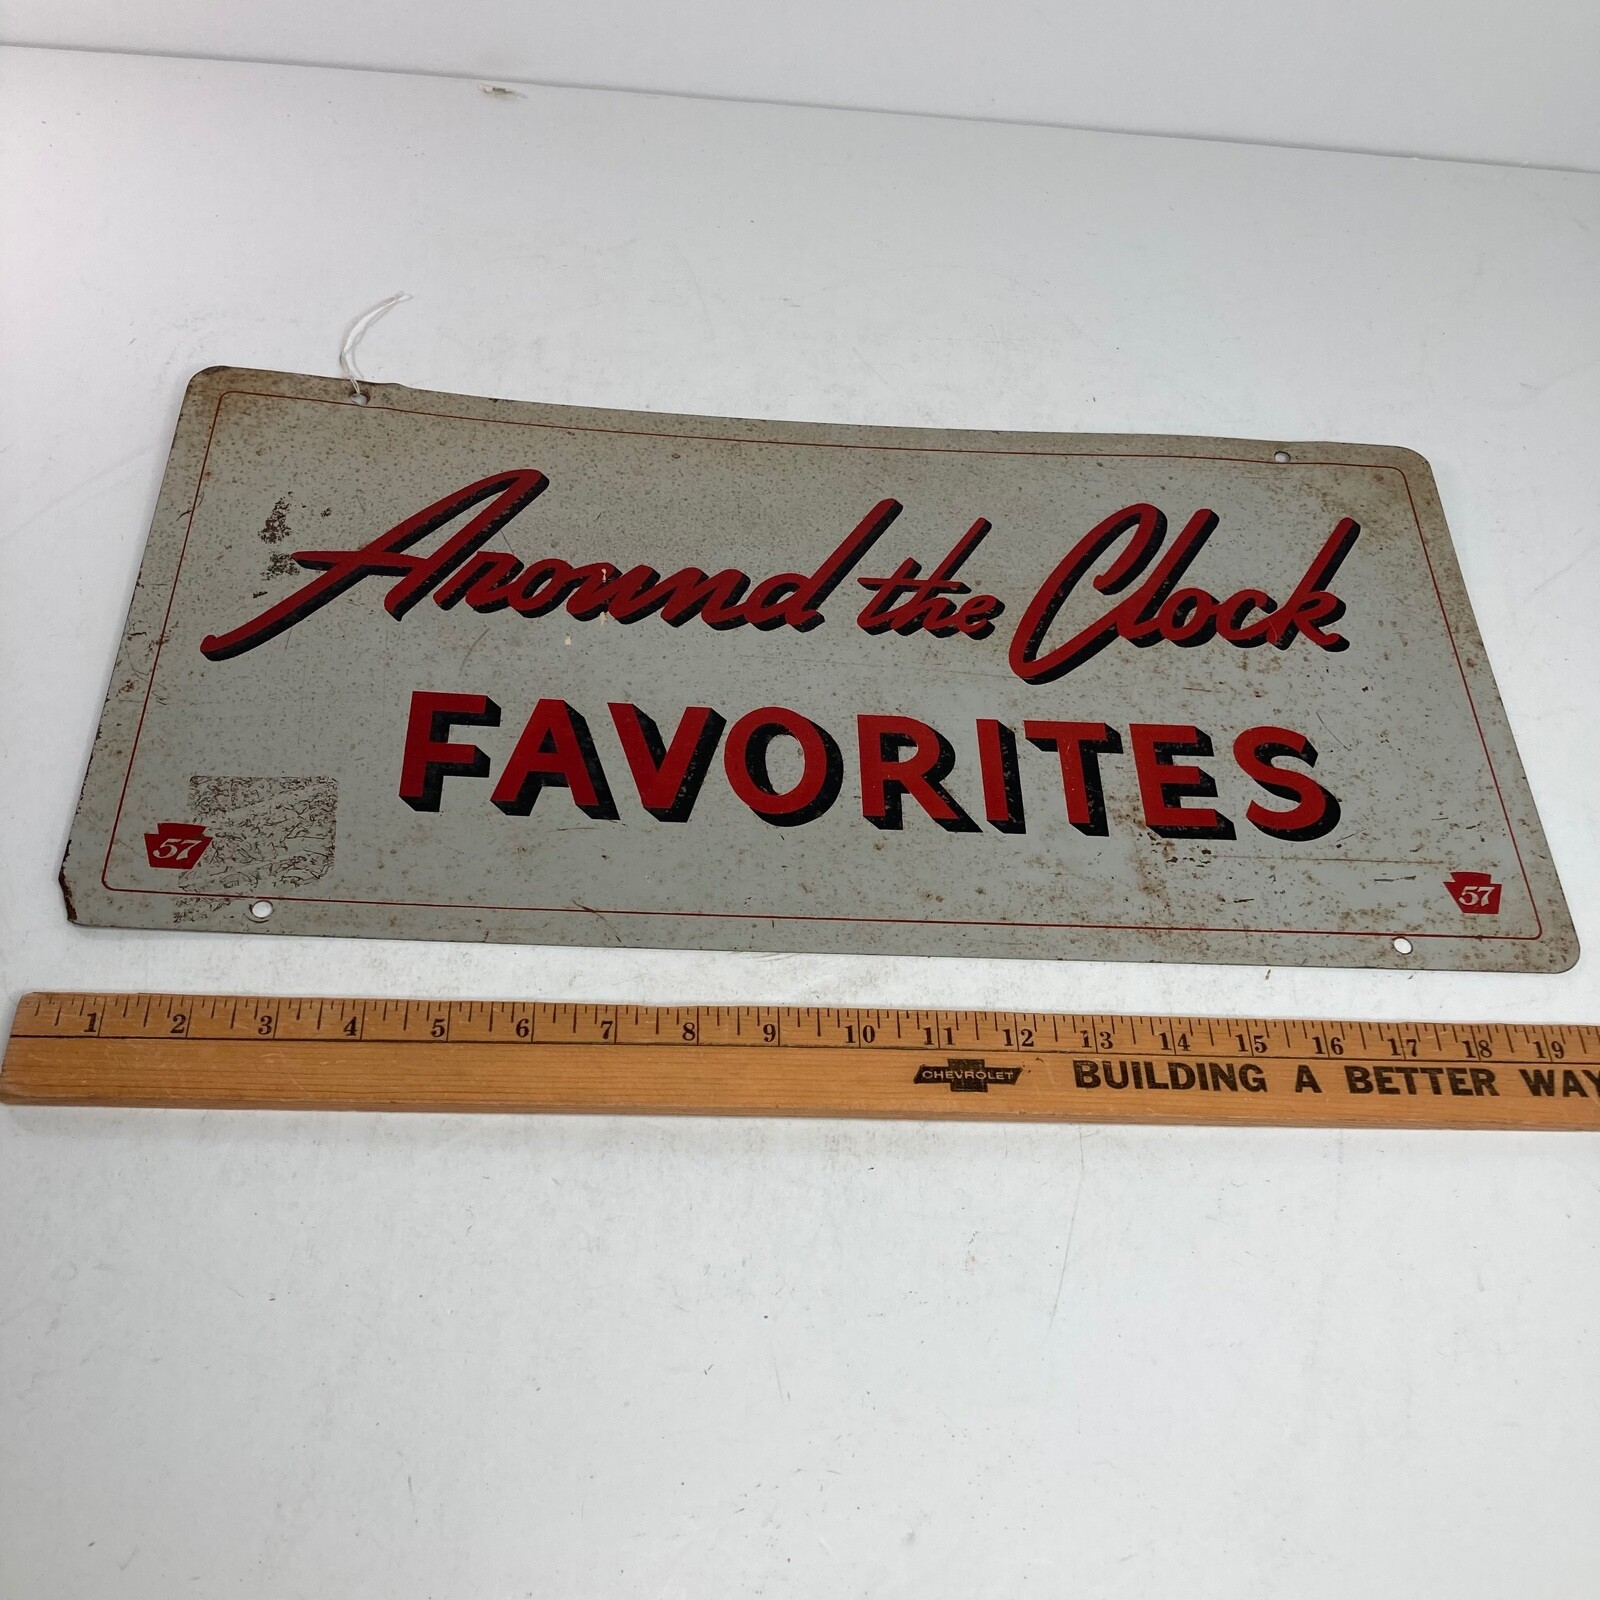 Around the Clock
FAVORITES
57
57
1 2 3 4 5 6 7 8 9 10 11 12 13 14 15 16 17 18 19
CHEVROLET BUILDING A BETTER WAY